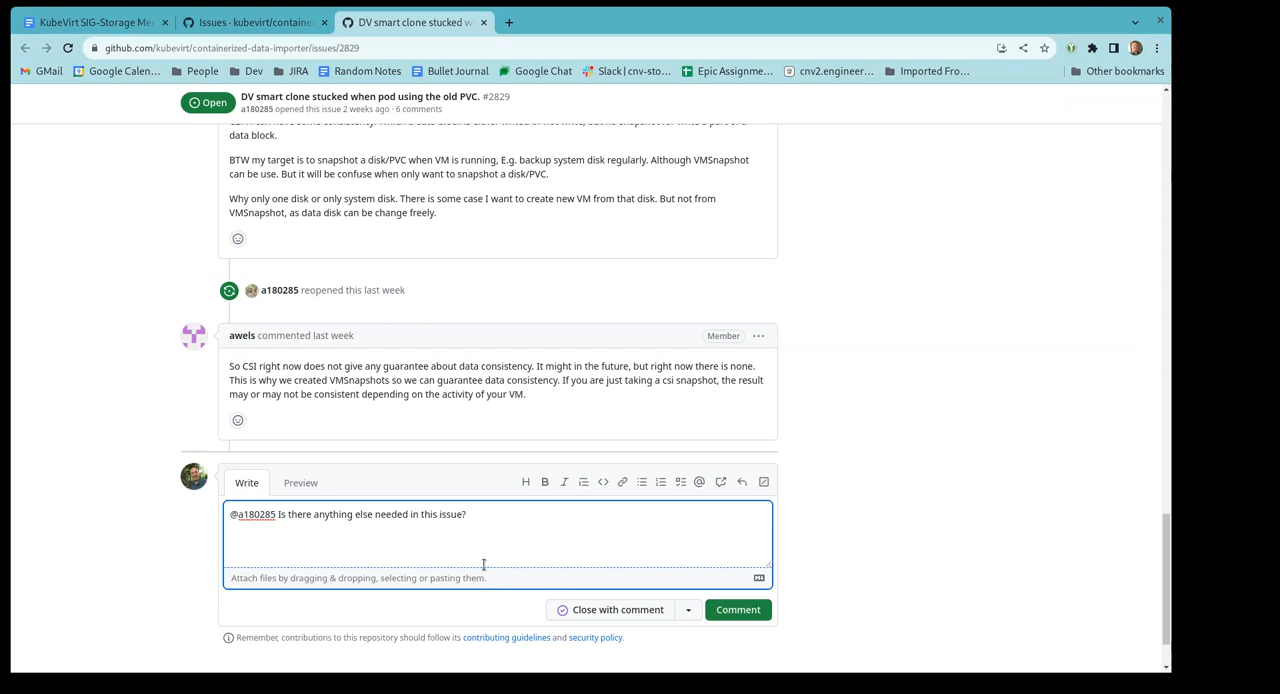 KubeVirt SIG-Storage Me
Issues · kubevirt/containe
DV smart clone stucked w
github.com/kubevirt/containerized-data-importer/issues/2829
GMail
Google Calen...
People
Dev
JIRA
Random Notes
Bullet Journal
Google Chat
Slack | cnv-sto...
Epic Assignme...
cnv2.engineer...
Imported Fro...
Other bookmarks
Open
DV smart clone stucked when pod using the old PVC. #2829
a180285 opened this issue 2 weeks ago · 6 comments
data block.
BTW my target is to snapshot a disk/PVC when VM is running, E.g. backup system disk regularly. Although VMSnapshot
can be use. But it will be confuse when only want to snapshot a disk/PVC.
Why only one disk or only system disk. There is some case I want to create new VM from that disk. But not from
VMSnapshot, as data disk can be change freely.
a180285 reopened this last week
awels commented last week
Member
So CSI right now does not give any guarantee about data consistency. It might in the future, but right now there is none.
This is why we created VMSnapshots so we can guarantee data consistency. If you are just taking a csi snapshot, the result
may or may not be consistent depending on the activity of your VM.
Write
Preview
@a180285 Is there anything else needed in this issue?
Attach files by dragging & dropping, selecting or pasting them.
Close with comment
Comment
Remember, contributions to this repository should follow its contributing guidelines and security policy.